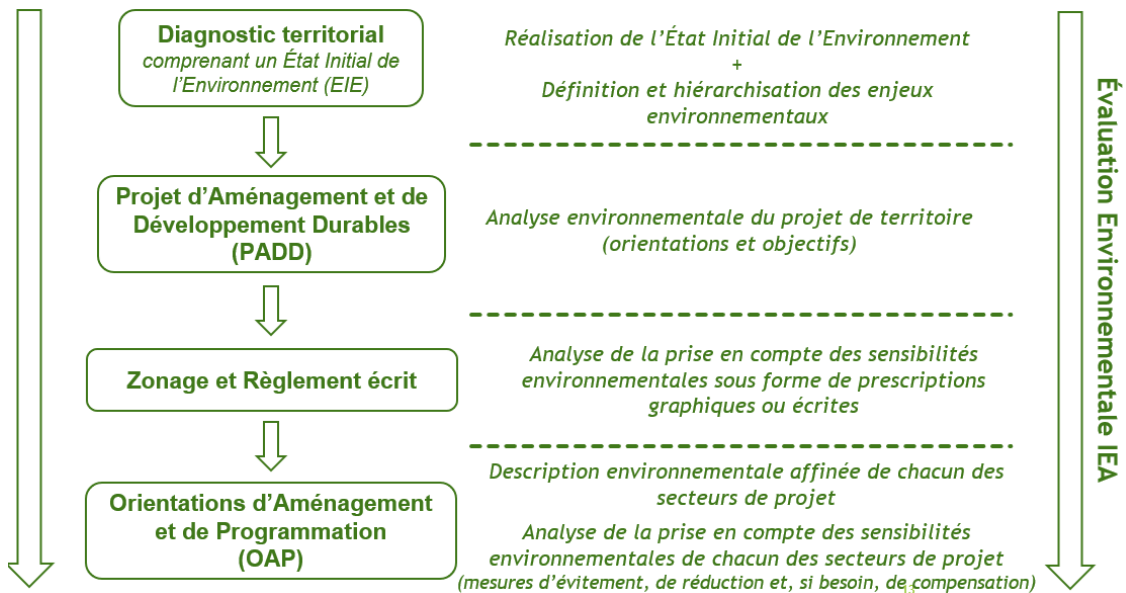 Diagnostic territorial
comprenant un État Initial de
l’Environnement (EIE)
Réalisation de l’État Initial de l’Environnement
+
Définition et hiérarchisation des enjeux
environnementaux
Projet d’Aménagement et de
Développement Durables
(PADD)
Analyse environnementale du projet de territoire
(orientations et objectifs)
Zonage et Règlement écrit
Analyse de la prise en compte des sensibilités
environnementales sous forme de prescriptions
graphiques ou écrites
Orientations d’Aménagement
et de Programmation
(OAP)
Description environnementale affinée de chacun des
secteurs de projet
Analyse de la prise en compte des sensibilités
environnementales de chacun des secteurs de projet
(mesures d’évitement, de réduction et, si besoin, de compensation)
13
Évaluation Environnementale IEA